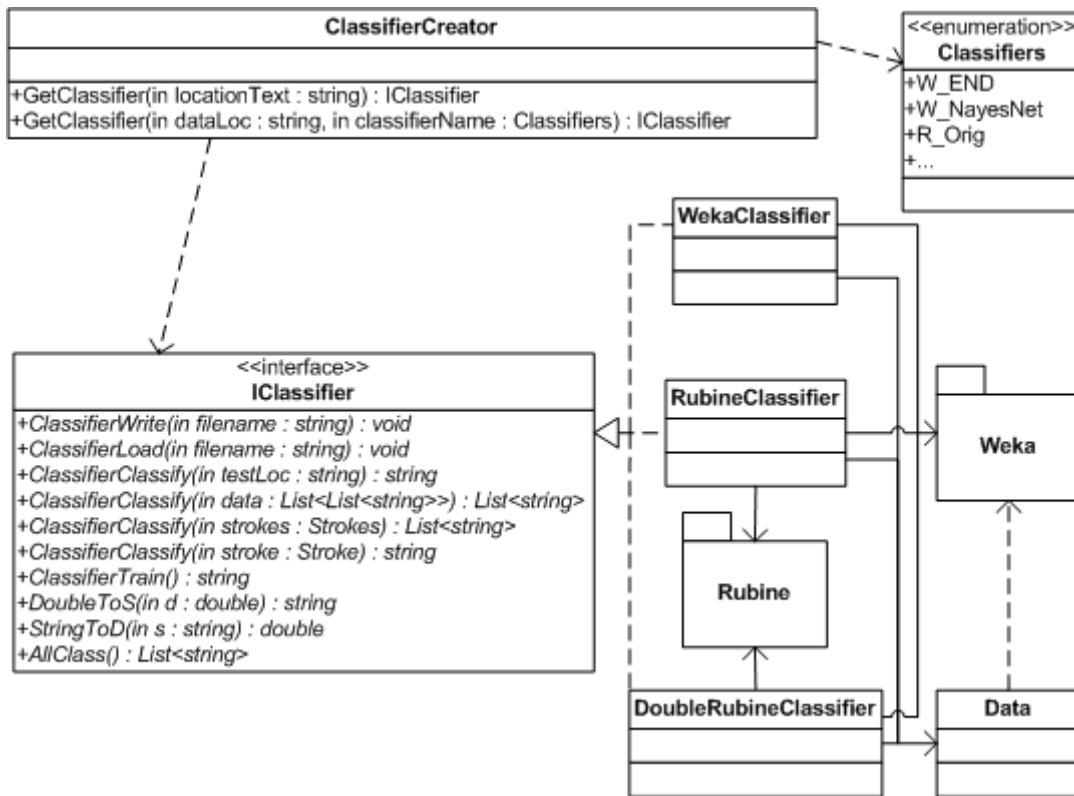 ClassifierCreator
+GetClassifier(in locationText : string) : IClassifier
+GetClassifier(in dataLoc : string, in classifierName : Classifiers) : IClassifier
<<enumeration>>
Classifiers
+W_END
+W_NayesNet
+R_Orig
+...
WekaClassifier
<<interface>>
IClassifier
+ClassifierWrite(in filename : string) : void
+ClassifierLoad(in filename : string) : void
+ClassifierClassify(in testLoc : string) : string
+ClassifierClassify(in data : List<List<string>>) : List<string>
+ClassifierClassify(in strokes : Strokes) : List<string>
+ClassifierClassify(in stroke : Stroke) : string
+ClassifierTrain() : string
+DoubleToS(in d : double) : string
+StringToD(in s : string) : double
+AllClass() : List<string>
RubineClassifier
Weka
Rubine
DoubleRubineClassifier
Data